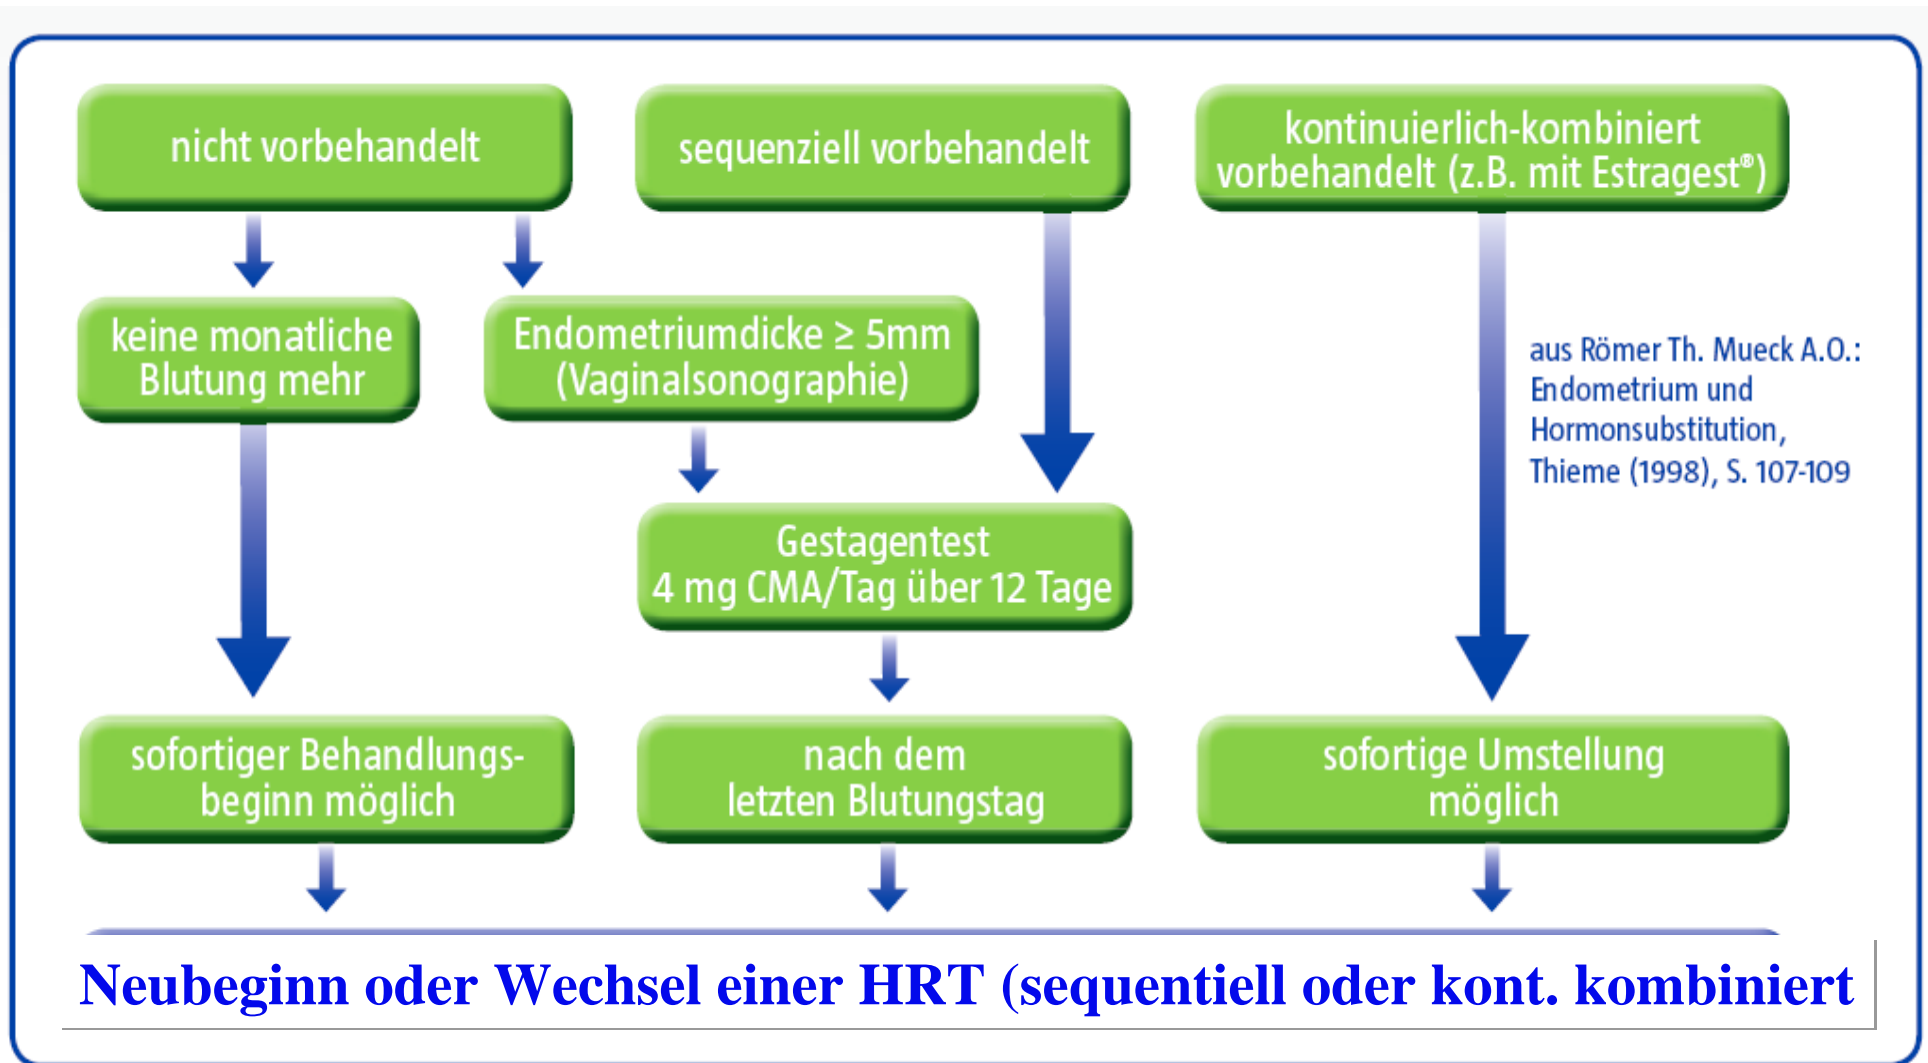 nicht vorbehandelt
sequenziell vorbehandelt
kontinuierlich-kombiniert
vorbehandelt (z.B. mit Estragest®)
keine monatliche
Blutung mehr
Endometriumdicke ≥ 5mm
(Vaginalsonographie)
aus Römer Th. Mueck A.O.:
Endometrium und
Hormonsubstitution,
Thieme (1998), S. 107-109
Gestagentest
4 mg CMA/Tag über 12 Tage
sofortiger Behandlungs-
beginn möglich
nach dem
letzten Blutungstag
sofortige Umstellung
möglich
Neubeginn oder Wechsel einer HRT (sequentiell oder kont. kombiniert